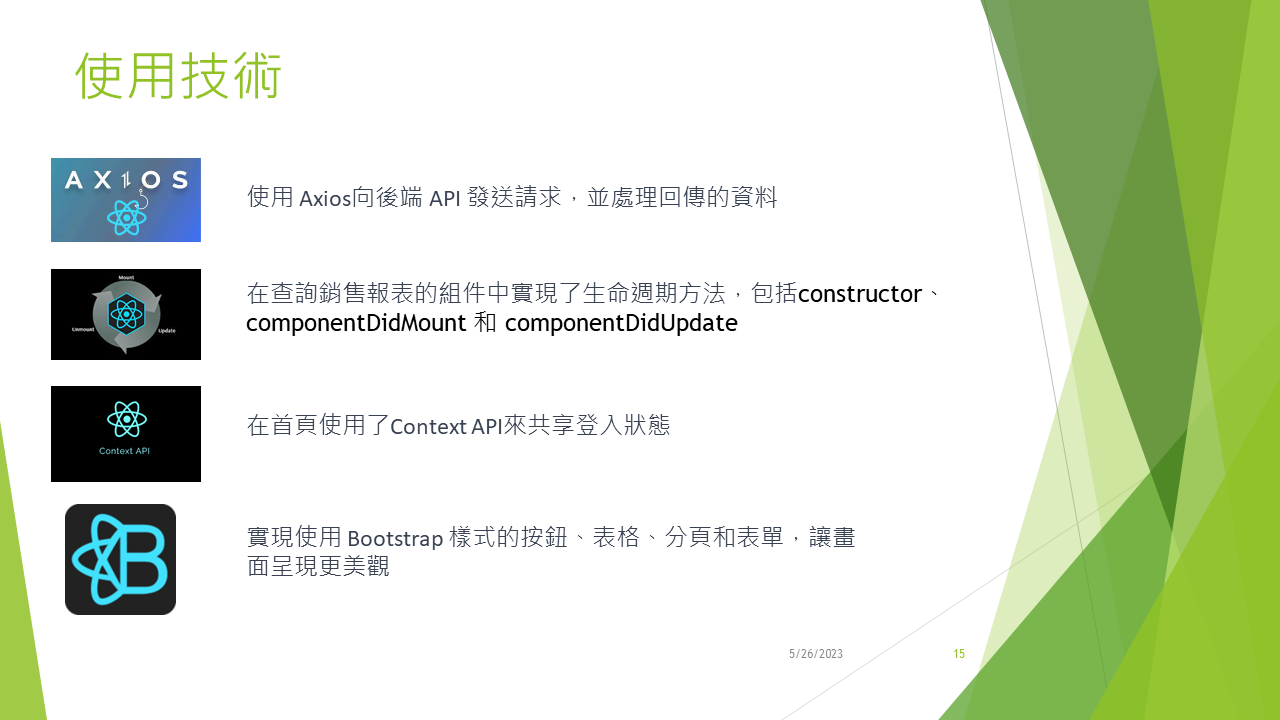 使用技術
AXIOS
使用 Axios向後端 API 發送請求，並處理回傳的資料
Mount
Unmount
Update
在查詢銷售報表的組件中實現了生命週期方法，包括constructor、
componentDidMount 和 componentDidUpdate
Context API
在首頁使用了Context API來共享登入狀態
B
實現使用 Bootstrap 樣式的按鈕、表格、分頁和表單，讓畫
面呈現更美觀
5/26/2023
15